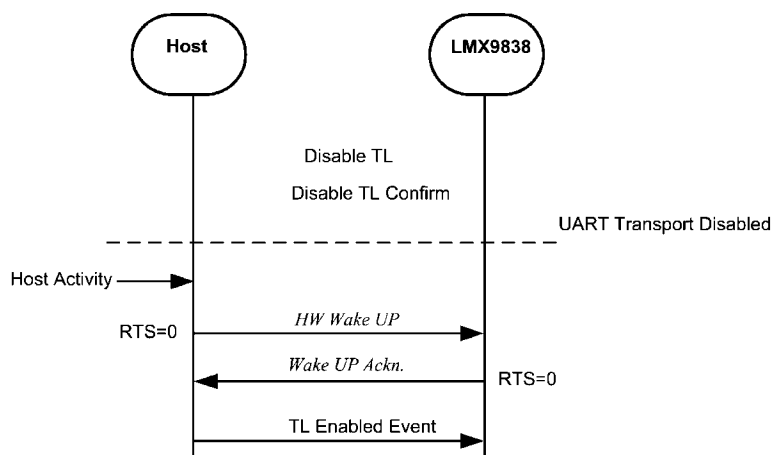 Host
LMX9838
Disable TL
Disable TL Confirm
UART Transport Disabled
Host Activity
HW Wake UP
RTS=0
Wake UP Ackn.
RTS=0
TL Enabled Event